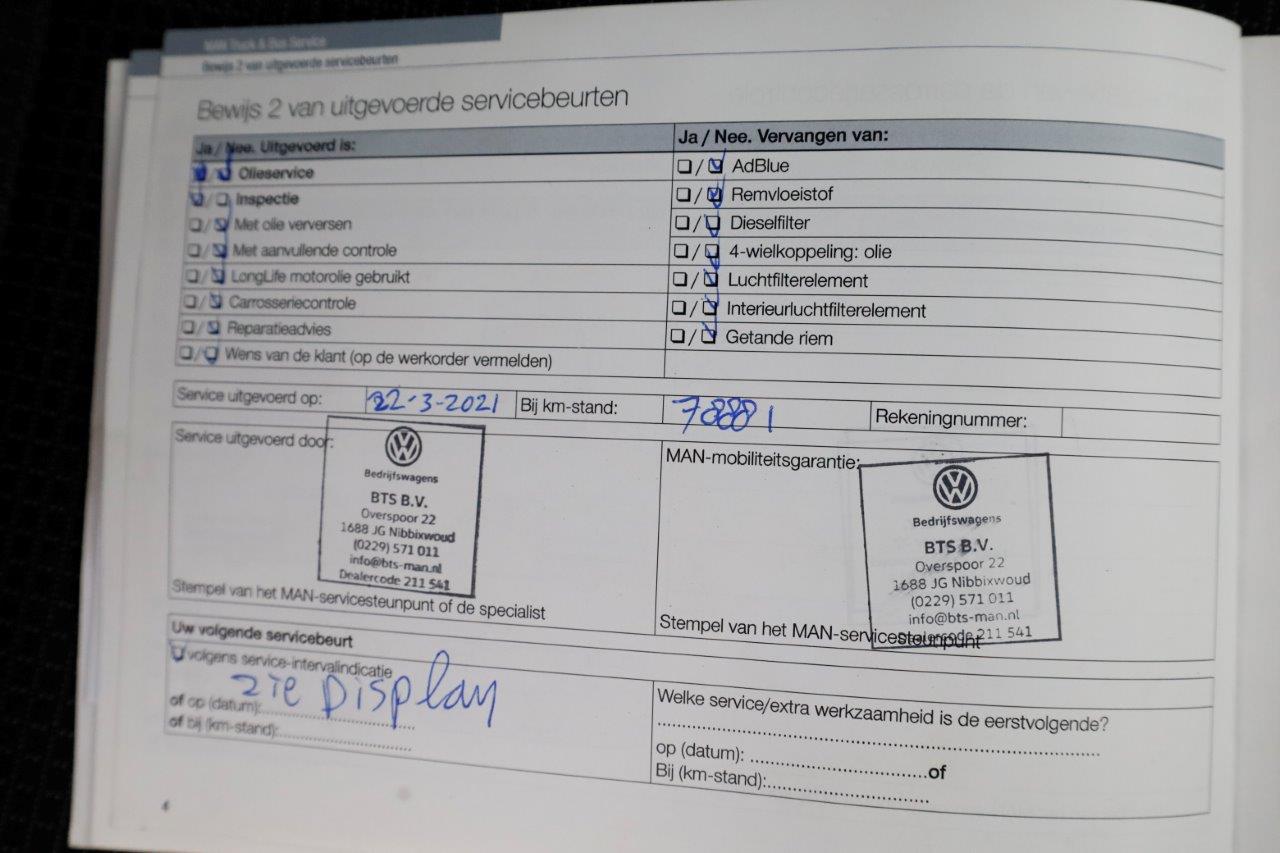 MAN Truck & Bus Service
Bewijs 2 van uitgevoerde servicebeurten
Bewijs 2 van uitgevoerde servicebeurten
Ja / Nee. Uitgevoerd is:
Olieservice
Inspectie
Met olie verversen
Met aanvullende controle
LongLife motorolie gebruikt
Carrosseriecontrole
Reparatieadvies
Wens van de klant (op de werkorder vermelden)
Ja / Nee. Vervangen van:
AdBlue
Remvloeistof
Dieselfilter
4-wielkoppeling: olie
Luchtfilterelement
Interieurluchtfilterelement
Getande riem
Service uitgevoerd op: 22-3-2021 Bij km-stand: 78881 Rekeningnummer:
Service uitgevoerd door:
Bedrijfswagens
BTS B.V.
Overspoor 22
1688 JG Nibbixwoud
(0229) 571 011
info@bts-man.nl
Dealercode 211 541
Stempel van het MAN-servicesteunpunt of de specialist
MAN-mobiliteitsgarantie:
Bedrijfswagens
BTS B.V.
Overspoor 22
1688 JG Nibbixwoud
(0229) 571 011
info@bts-man.nl
Dealercode 211 541
Stempel van het MAN-servicesteunpunt
Uw volgende servicebeurt
volgens service-intervalindicatie
zie Display
of op (datum):
of bij (km-stand):
Welke service/extra werkzaamheid is de eerstvolgende?
op (datum): of
Bij (km-stand):
4